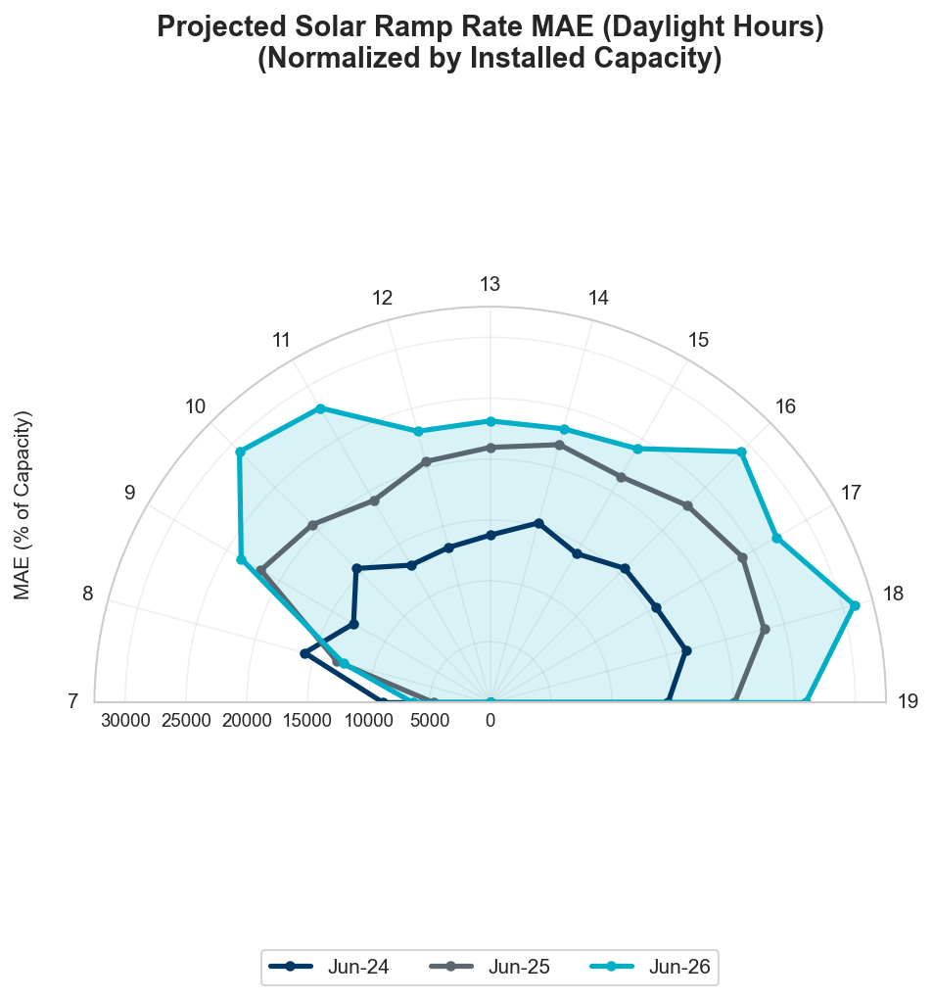 Projected Solar Ramp Rate MAE (Daylight Hours)
(Normalized by Installed Capacity)
13
12
14
11
15
10
16
9
17
8
18
7
19
30000 25000 20000 15000 10000 5000 0
MAE (% of Capacity)
Jun-24 Jun-25 Jun-26